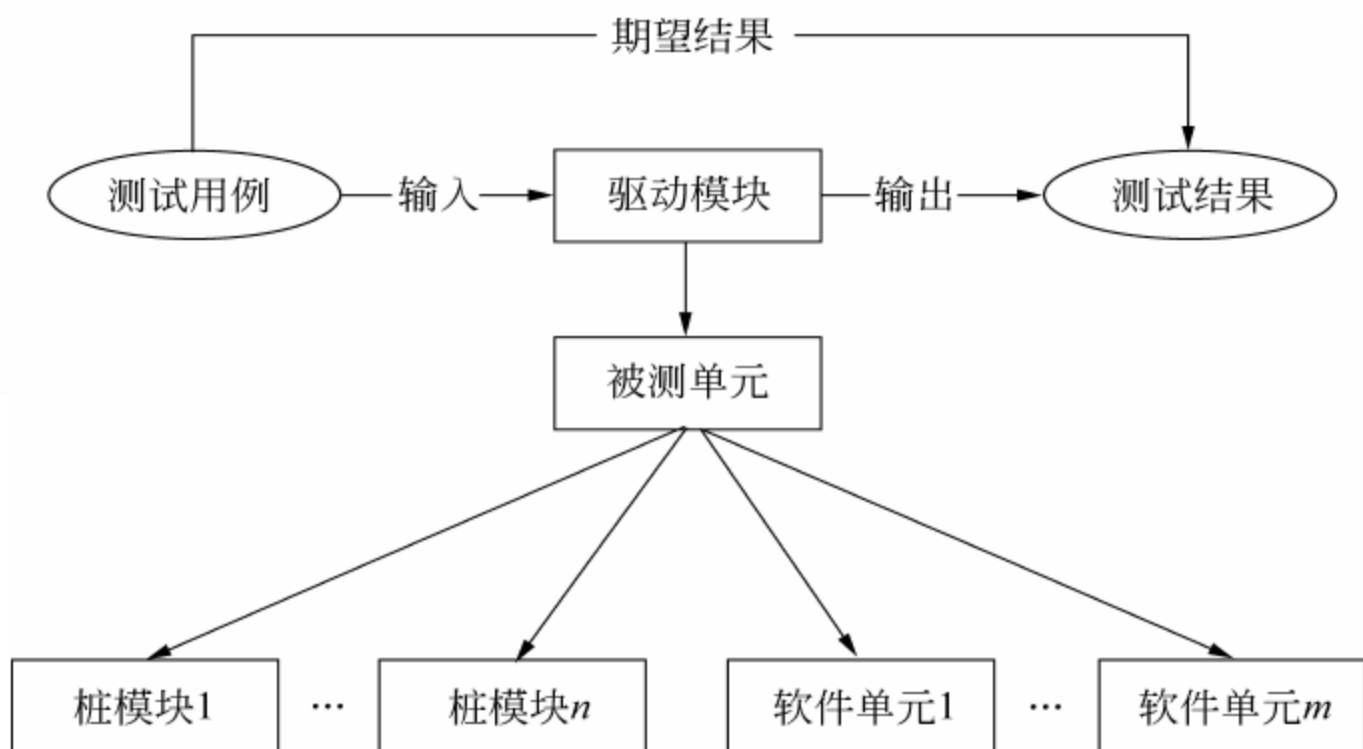 期望结果
测试用例
输入
驱动模块
输出
测试结果
被测单元
桩模块1
...
桩模块n
软件单元1
...
软件单元m